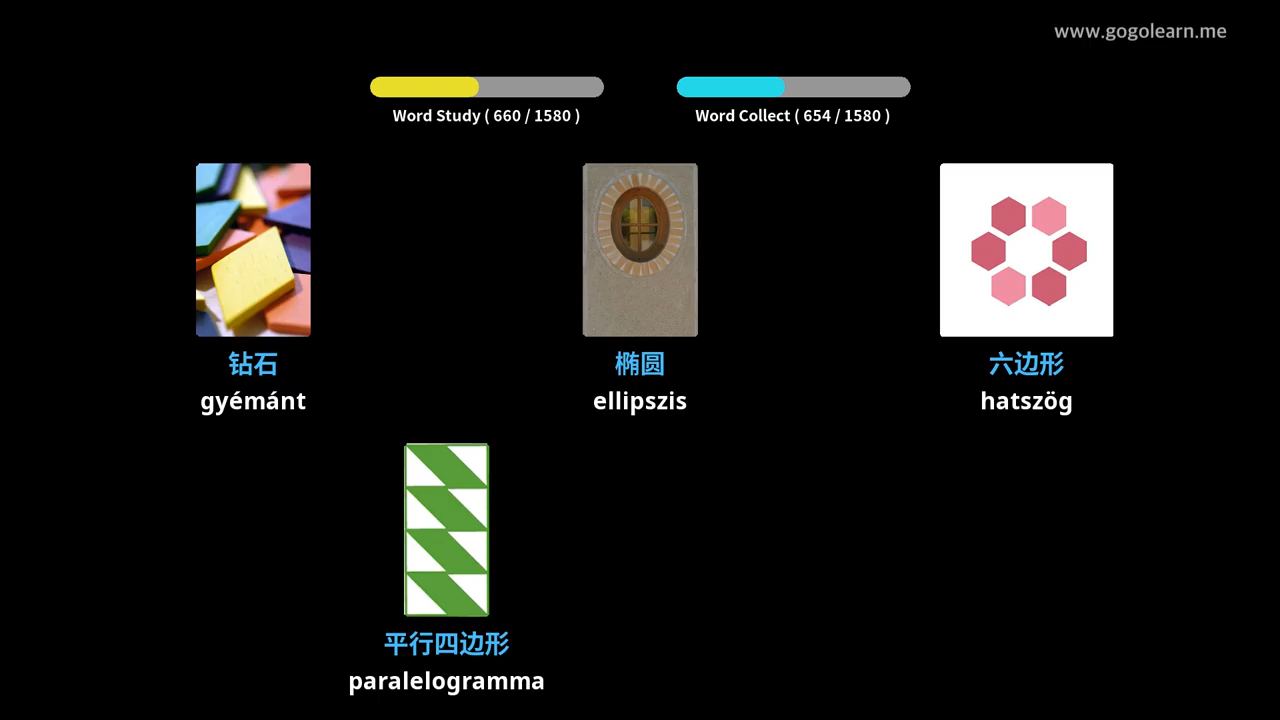 www.gogolearn.me
Word Study ( 660 / 1580 )
Word Collect ( 654 / 1580 )
钻石
gyémánt
椭圆
ellipszis
六边形
hatszög
平行四边形
paralelogramma